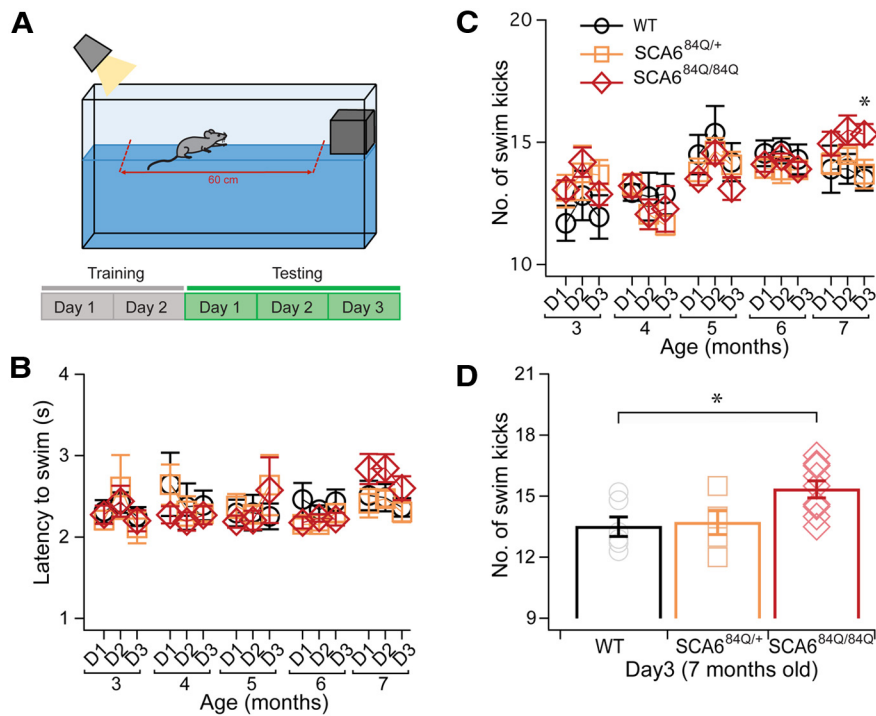 A
60 cm
Training
Testing
Day 1
Day 2
Day 1
Day 2
Day 3
B
Latency to swim (s)
4
3
2
1
D1 D2 D3 D1 D2 D3 D1 D2 D3 D1 D2 D3 D1 D2 D3
3 4 5 6 7
Age (months)
C
WT
SCA6^84Q/+
SCA6^84Q/84Q
*
No. of swim kicks
20
15
10
D1 D2 D3 D1 D2 D3 D1 D2 D3 D1 D2 D3 D1 D2 D3
3 4 5 6 7
Age (months)
D
No. of swim kicks
21
18
15
12
9
*
WT SCA6^84Q/+ SCA6^84Q/84Q
Day3 (7 months old)